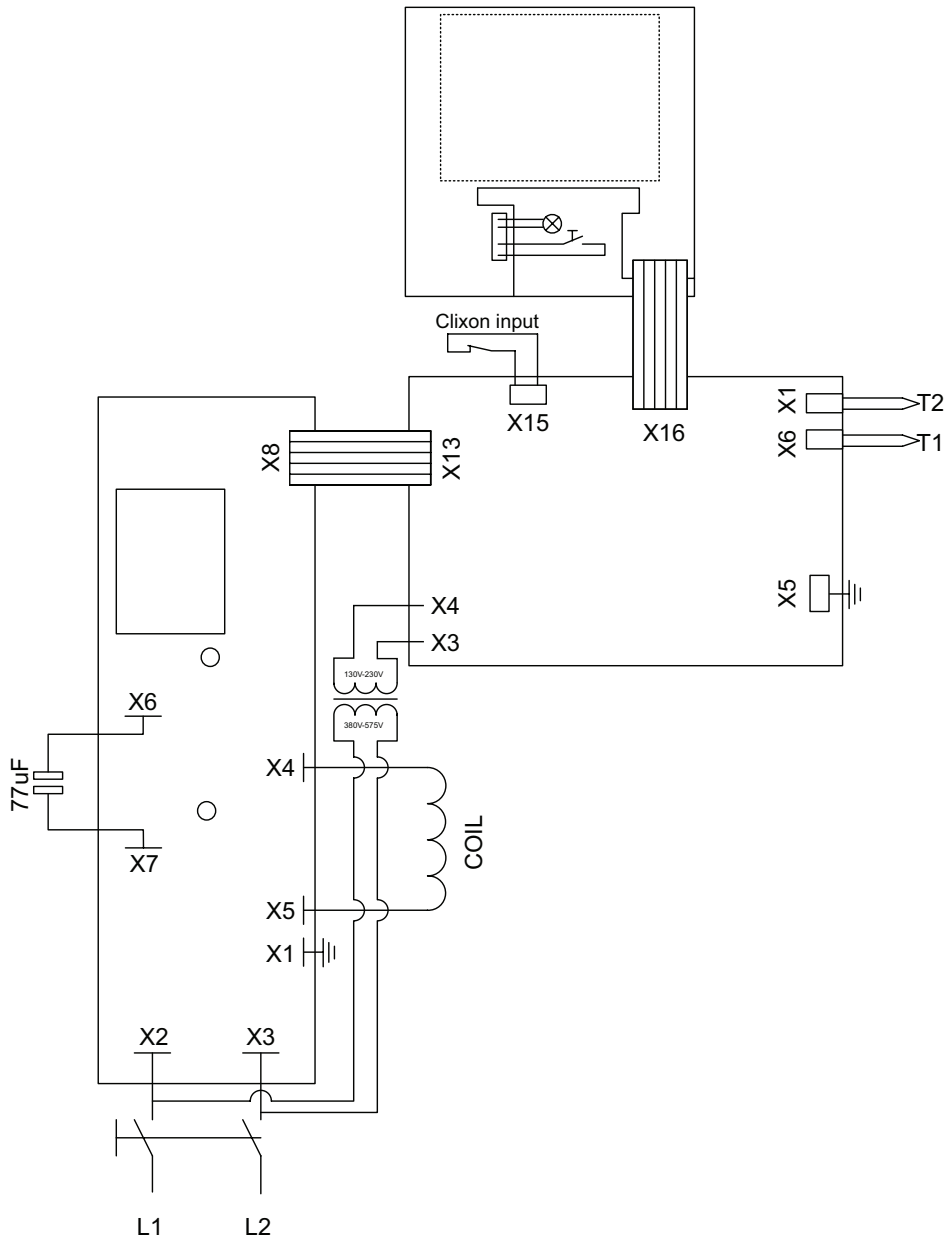 Clixon input
X15
X16
X1
T2
X6
T1
X8
X13
X5
X4
X3
130V-230V
380V-575V
X6
77uF
X7
X4
COIL
X5
X1
X2
X3
L1
L2